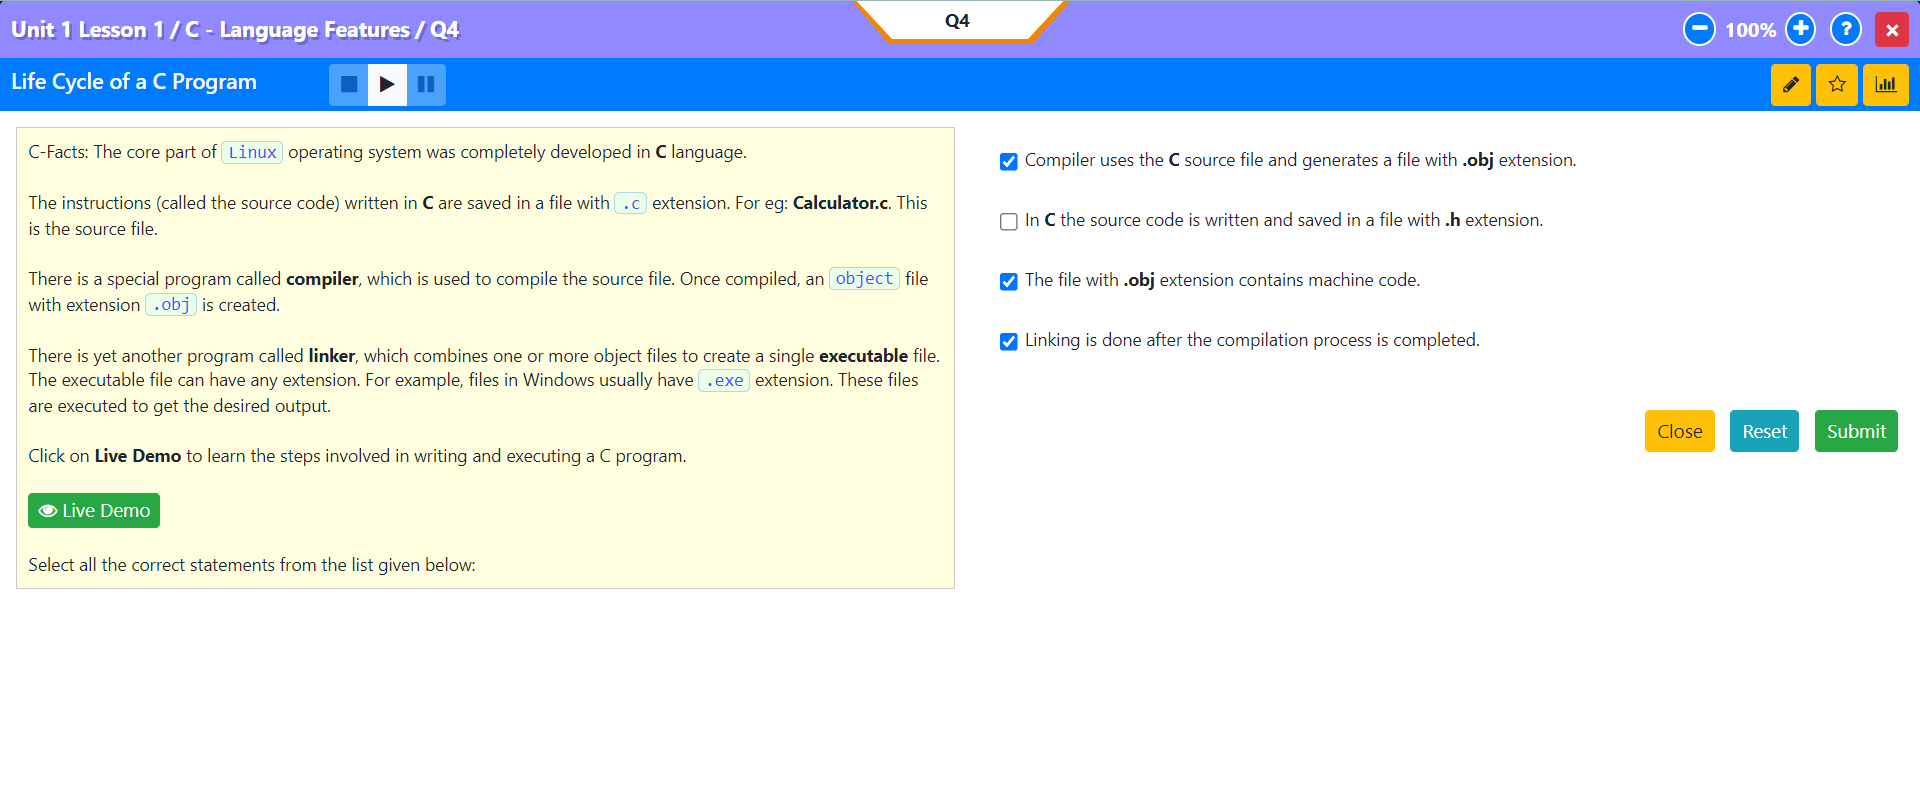 Unit 1 Lesson 1 / C - Language Features / Q4
Q4
100%
?
Life Cycle of a C Program
C-Facts: The core part of Linux operating system was completely developed in C language.
The instructions (called the source code) written in C are saved in a file with .c extension. For eg: Calculator.c. This
is the source file.
There is a special program called compiler, which is used to compile the source file. Once compiled, an object file
with extension .obj is created.
There is yet another program called linker, which combines one or more object files to create a single executable file.
The executable file can have any extension. For example, files in Windows usually have .exe extension. These files
are executed to get the desired output.
Click on Live Demo to learn the steps involved in writing and executing a C program.
Live Demo
Select all the correct statements from the list given below:
Compiler uses the C source file and generates a file with .obj extension.
In C the source code is written and saved in a file with .h extension.
The file with .obj extension contains machine code.
Linking is done after the compilation process is completed.
Close Reset Submit